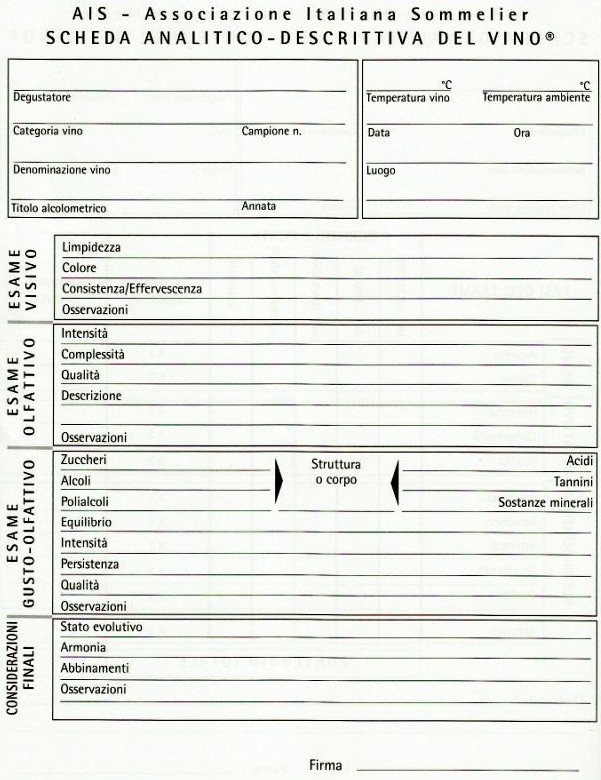 AIS - Associazione Italiana Sommelier
SCHEDA ANALITICO-DESCRITTIVA DEL VINO®
Degustatore
Categoria vino Campione n.
Denominazione vino
Titolo alcolometrico Annata
°C °C
Temperatura vino Temperatura ambiente
Data Ora
Luogo
ESAME
VISIVO
Limpidezza
Colore
Consistenza/Effervescenza
Osservazioni
ESAME
OLFATTIVO
Intensità
Complessità
Qualità
Descrizione
Osservazioni
ESAME
GUSTO-OLFATTIVO
Zuccheri
Alcoli
Polialcoli
Struttura
o corpo
Acidi
Tannini
Sostanze minerali
Equilibrio
Intensità
Persistenza
Qualità
Osservazioni
CONSIDERAZIONI
FINALI
Stato evolutivo
Armonia
Abbinamenti
Osservazioni
Firma